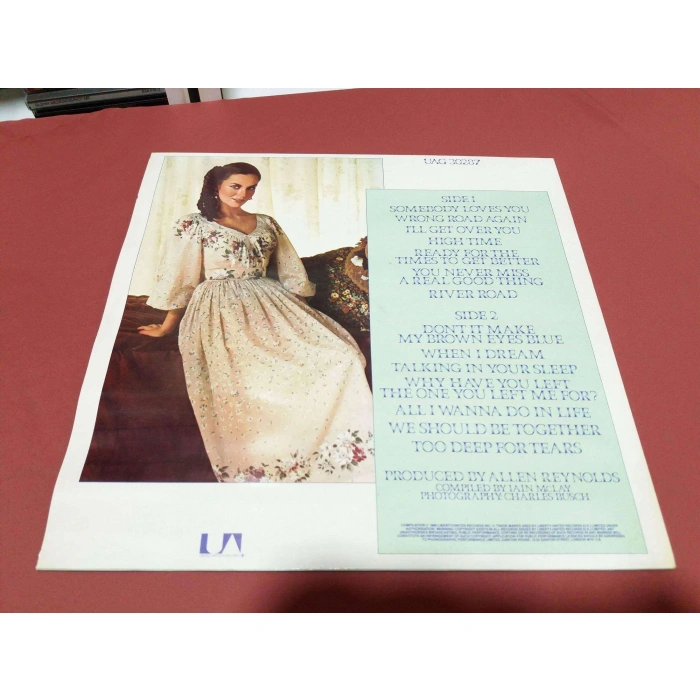 UAG 30287
SIDE 1
SOMEBODY LOVES YOU
WRONG ROAD AGAIN
I'LL GET OVER YOU
HIGH TIME
READY FOR THE
TIMES TO GET BETTER
YOU NEVER MISS
A REAL GOOD THING
RIVER ROAD
SIDE 2
DON'T IT MAKE
MY BROWN EYES BLUE
WHEN I DREAM
TALKING IN YOUR SLEEP
WHY HAVE YOU LEFT
THE ONE YOU LEFT ME FOR?
ALL I WANNA DO IN LIFE
WE SHOULD BE TOGETHER
TOO DEEP FOR TEARS
PRODUCED BY ALLEN REYNOLDS
COMPILED BY IAIN MCLAY
PHOTOGRAPHY: CHARLES BUSCH
UA